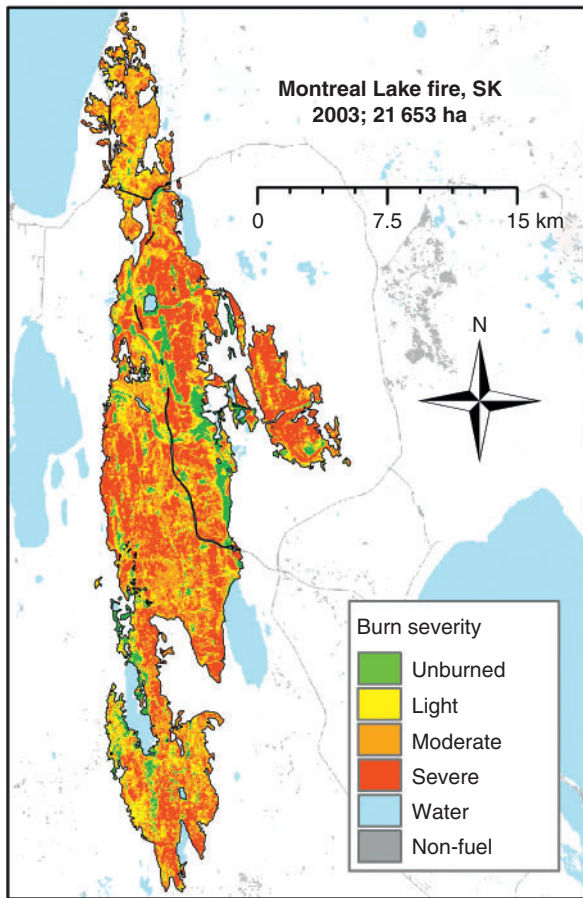 Montreal Lake fire, SK
2003; 21 653 ha
0 7.5 15 km
N
Burn severity
Unburned
Light
Moderate
Severe
Water
Non-fuel